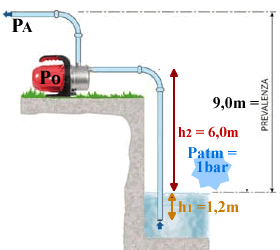 PA
Po
9,0m =
PREVALENZA
h2 = 6,0m
Patm =
1bar
h1 =1,2m